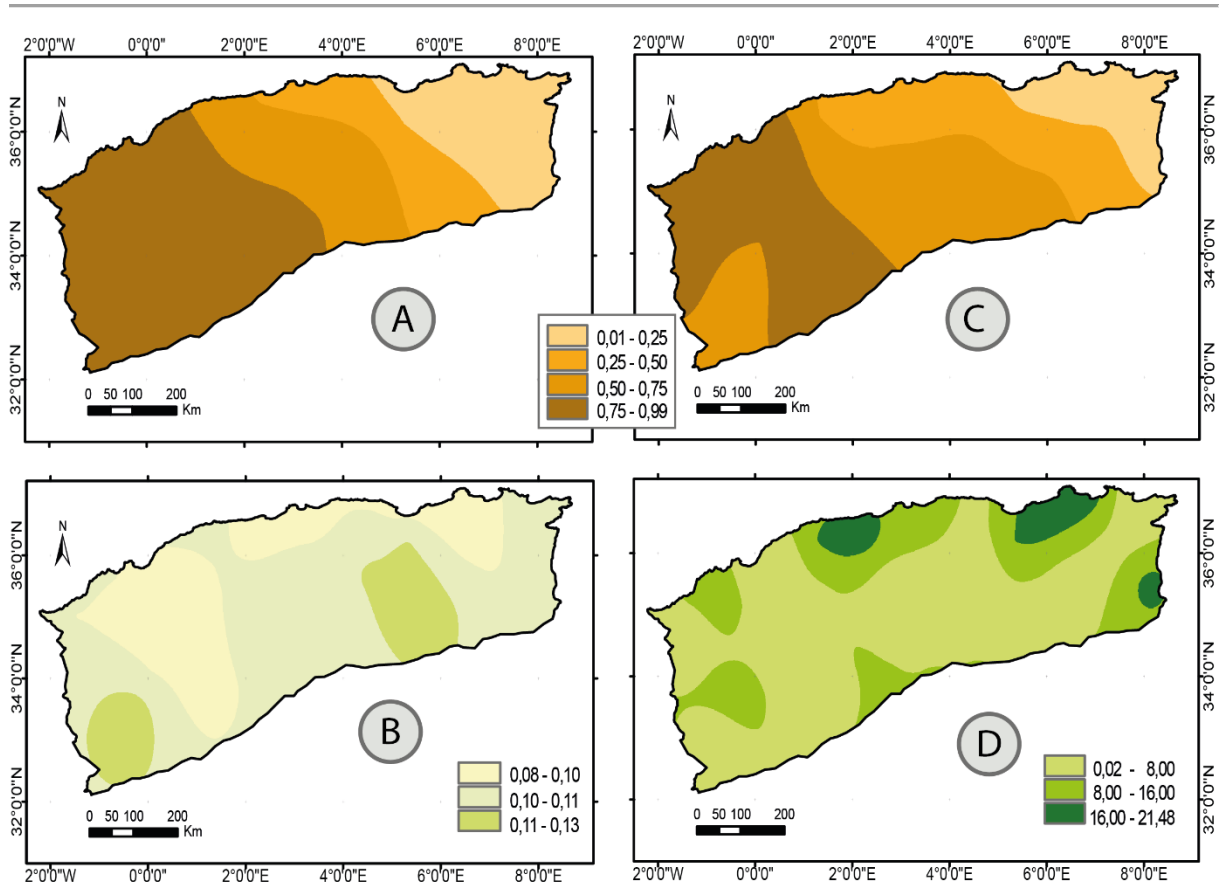 2°0'0"W 0°0'0" 2°0'0"E 4°0'0"E 6°0'0"E 8°0'0"E
2°0'0"W 0°0'0" 2°0'0"E 4°0'0"E 6°0'0"E 8°0'0"E
36°0'0"N
34°0'0"N
32°0'0"N
N
A
0 50 100 200
Km
N
C
0 50 100 200
Km
36°0'0"N
34°0'0"N
32°0'0"N
0,01 - 0,25
0,25 - 0,50
0,50 - 0,75
0,75 - 0,99
36°0'0"N
34°0'0"N
32°0'0"N
N
B
0 50 100 200
Km
0,08 - 0,10
0,10 - 0,11
0,11 - 0,13
D
0 50 100 200
0,02 - 8,00
8,00 - 16,00
16,00 - 21,48
36°0'0"N
34°0'0"N
32°0'0"N
2°0'0"W 0°0'0" 2°0'0"E 4°0'0"E 6°0'0"E 8°0'0"E
2°0'0"W 0°0'0" 2°0'0"E 4°0'0"E 6°0'0"E 8°0'0"E